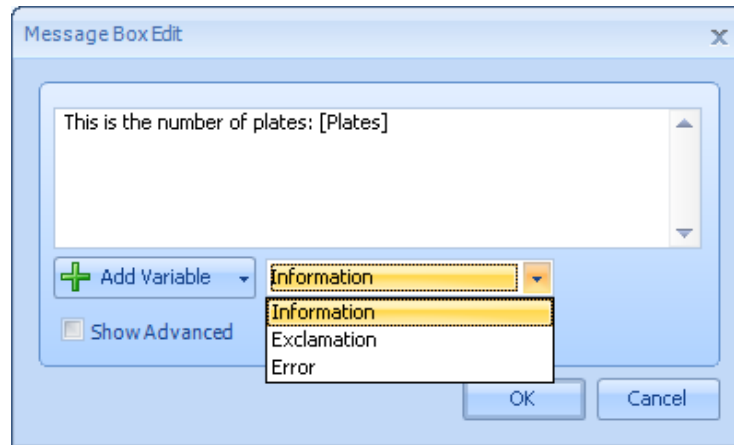 Message Box Edit
This is the number of plates: [Plates]
Add Variable
Information
Information
Show Advanced
Exclamation
Error
OK
Cancel